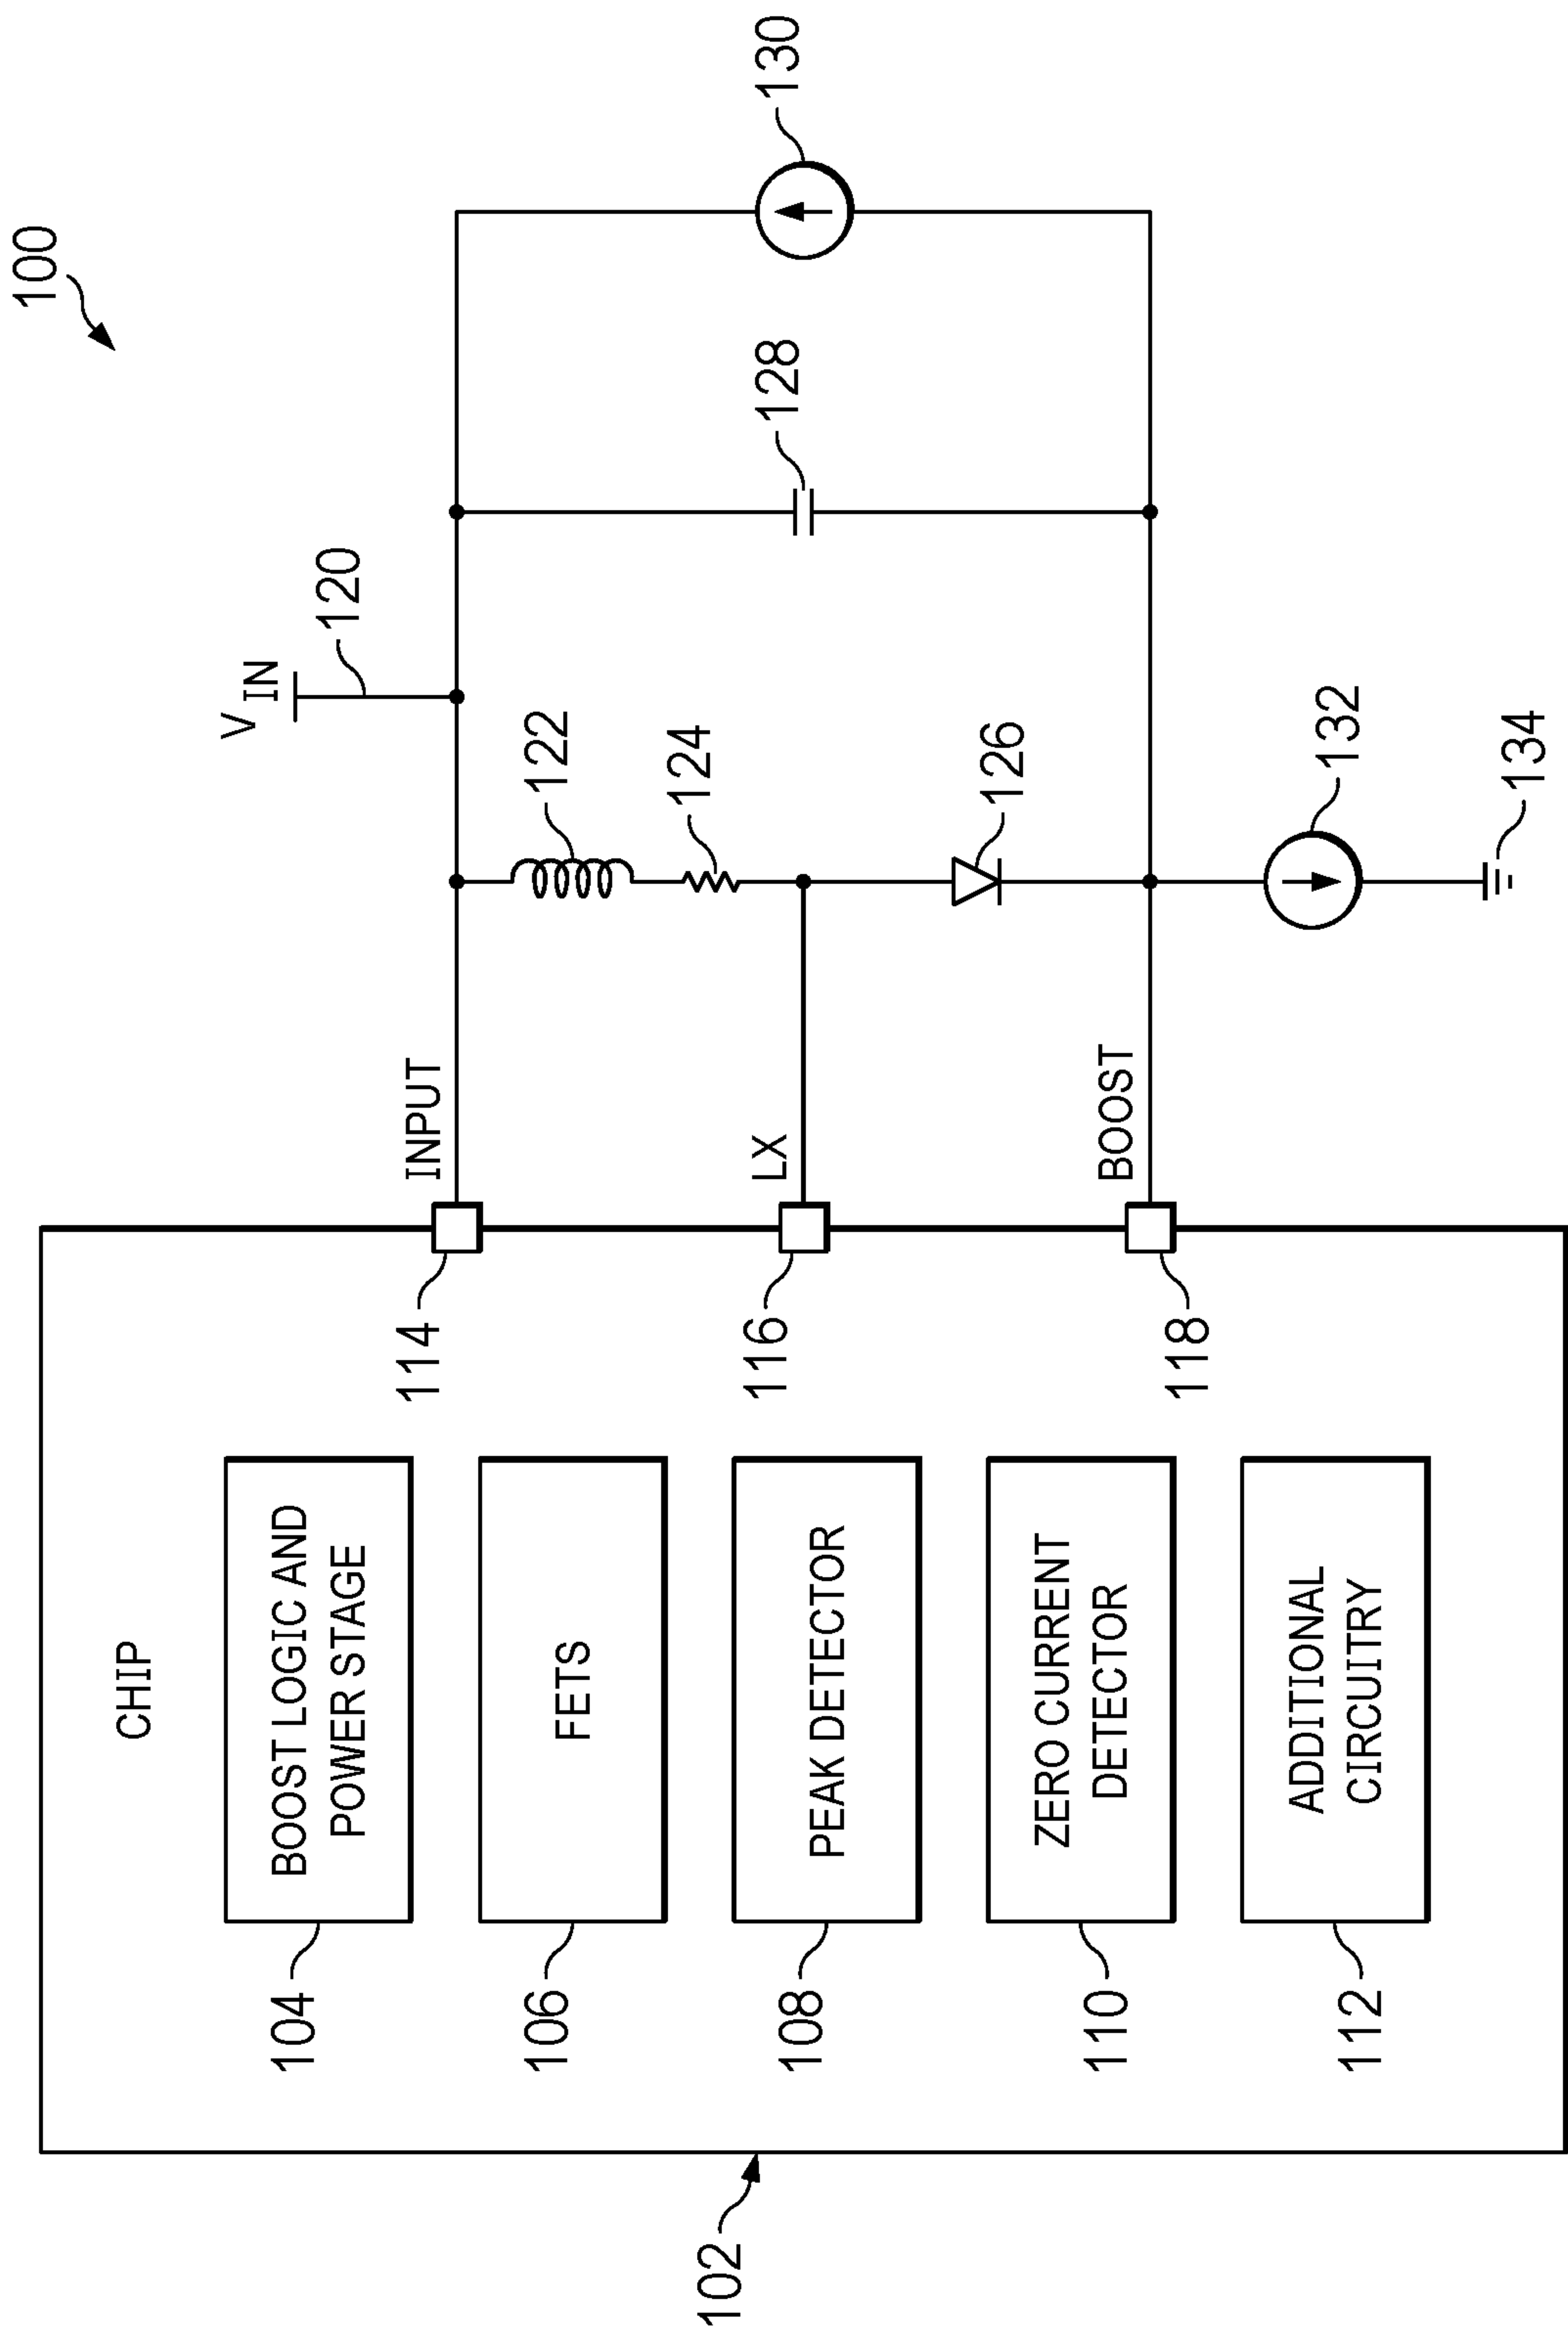 100
CHIP
102
104
BOOST LOGIC AND
POWER STAGE
106
FETS
108
PEAK DETECTOR
110
ZERO CURRENT
DETECTOR
112
ADDITIONAL
CIRCUITRY
114
INPUT
116
LX
118
BOOST
VIN
120
122
124
126
128
130
132
134